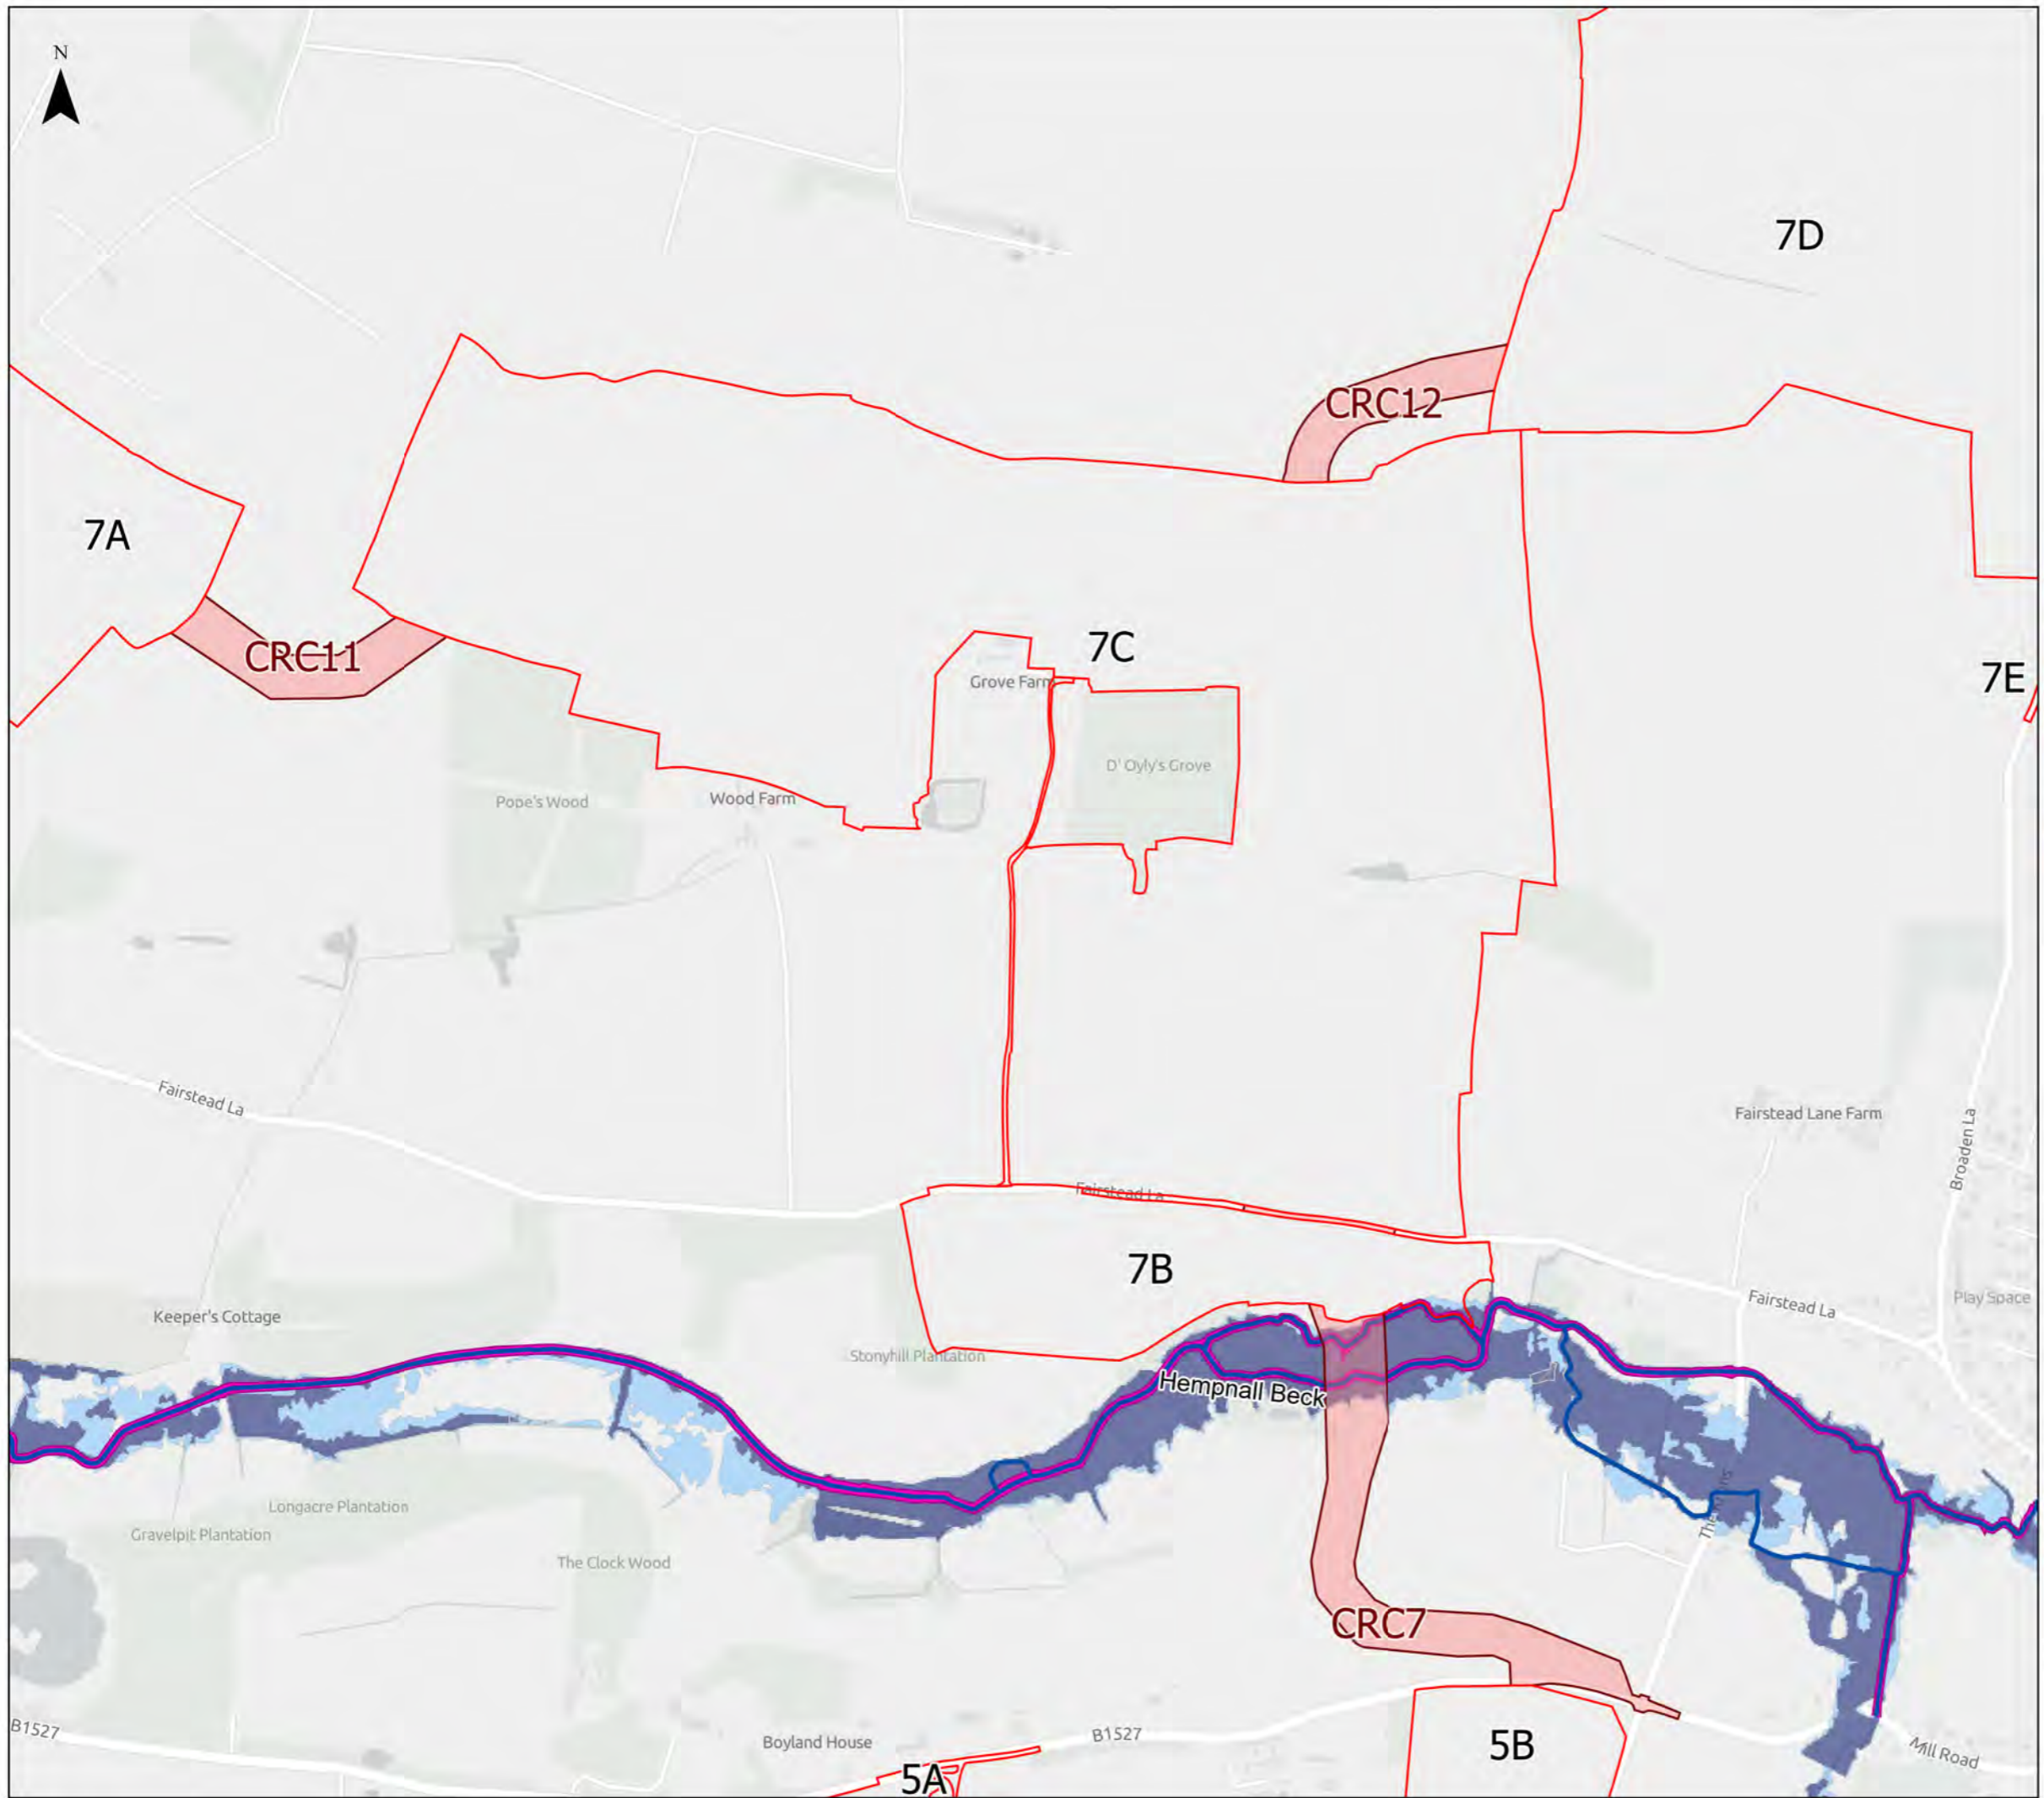 N
7D
CRC12
7A
CRC11
7C
7E
Grove Farm
D' Oyly's Grove
Pope's Wood
Wood Farm
Fairstead La
Fairstead Lane Farm
Broaden La
Fairstead La
7B
Keeper's Cottage
Fairstead La
Play Space
Stonyhill Plantation
Hempnall Beck
Longacre Plantation
Gravelpit Plantation
The Clock Wood
CRC7
B1527
Boyland House
B1527
5B
Mill Road
5A